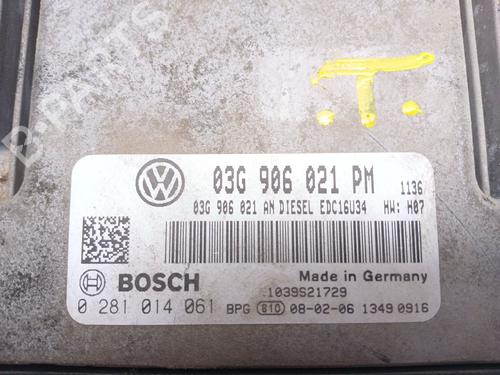 B-PARTS
.T.
03G 906 021 PM 1136
03G 906 021 AN DIESEL EDC16U34 HW: H07
BOSCH
Made in Germany
1039S21729
0 281 014 061 BPG 810 08-02-06 1349 0916